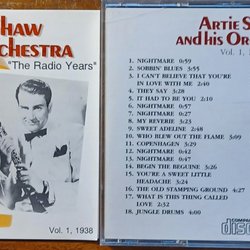 HAW
CHESTRA
"The Radio Years"
Vol. 1, 1938
ARTIE S
AND HIS OR
Vol. 1,
1. NIGHTMARE 0:59
2. SOBBIN' BLUES 3:55
3. I CAN'T BELIEVE THAT YOU'RE
IN LOVE WITH ME 2:40
4. THEY SAY 3:28
5. IT HAD TO BE YOU 2:10
6. NIGHTMARE 0:57
7. NIGHTMARE 0:27
8. MY REVERIE 3:23
9. SWEET ADELINE 2:48
10. WHO BLEW OUT THE FLAME 3:09
11. COPENHAGEN 3:29
12. NIGHTMARE 0:42
13. NIGHTMARE 0:47
14. BEGIN THE BEGUINE 3:26
15. YOU'RE A SWEET LITTLE
HEADACHE 3:24
16. THE OLD STAMPING GROUND 4:27
17. WHAT IS THIS THING CALLED
LOVE 2:32
18. JUNGLE DRUMS 4:00